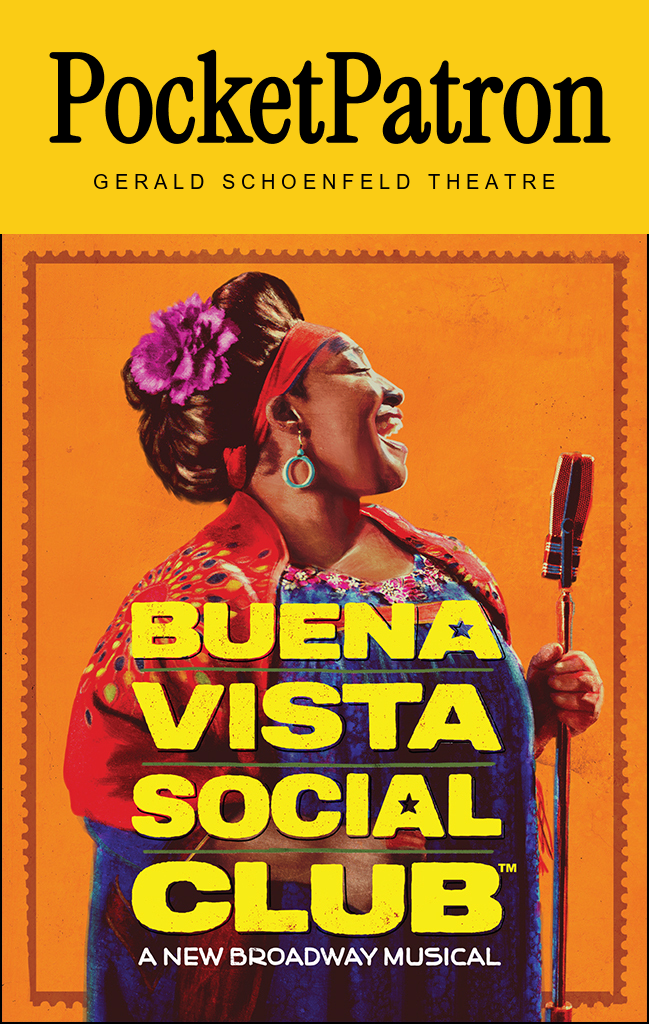 PocketPatron
GERALD SCHOENFELD THEATRE
BUENA
VISTA
SOCIAL
CLUB™
A NEW BROADWAY MUSICAL